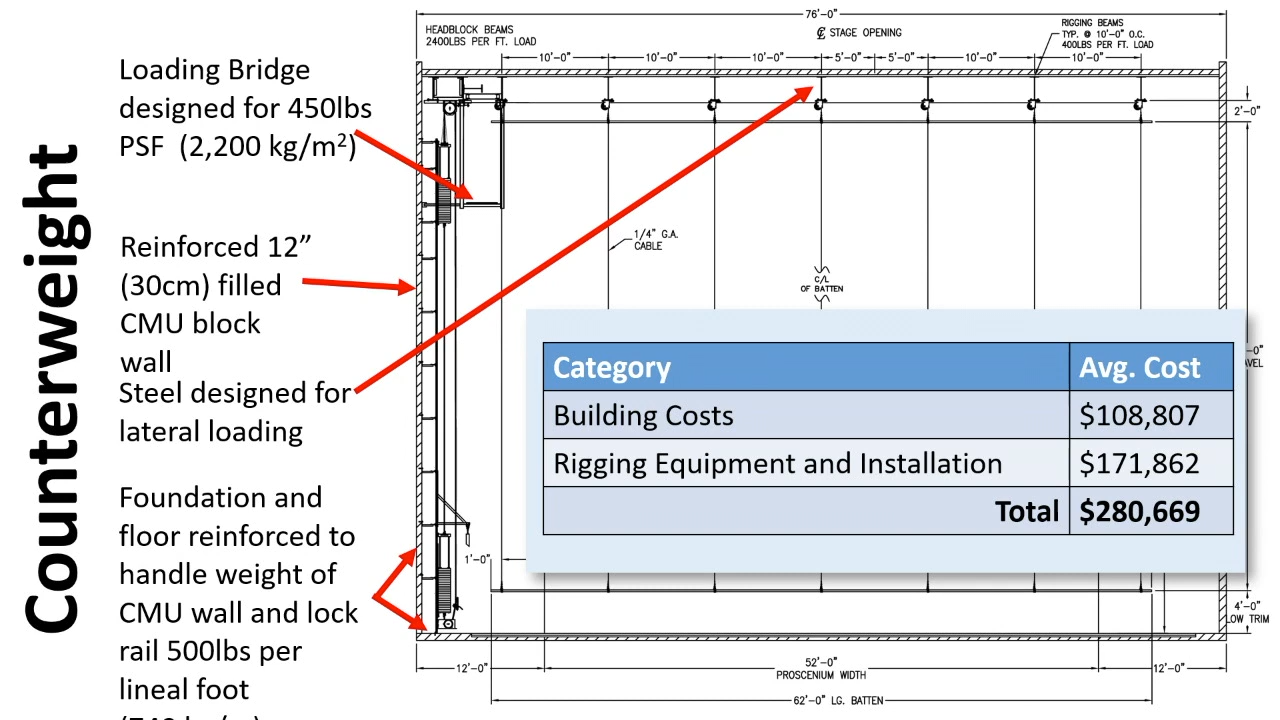 Counterweight
Loading Bridge
designed for 450lbs
PSF (2,200 kg/m²)
Reinforced 12”
(30cm) filled
CMU block
wall
Steel designed for
lateral loading
Foundation and
floor reinforced to
handle weight of
CMU wall and lock
rail 500lbs per
lineal foot
76'-0"
HEADBLOCK BEAMS
2400LBS PER FT. LOAD
℄ STAGE OPENING
RIGGING BEAMS
TYP. @ 10'-0" O.C.
400LBS PER FT. LOAD
10'-0" 10'-0" 10'-0" 5'-0" 5'-0" 10'-0" 10'-0"
2'-0"
1/4" G.A.
CABLE
C/L
OF BATTEN
Category Avg. Cost
Building Costs $108,807
Rigging Equipment and Installation $171,862
Total $280,669
1'-0"
4'-0"
LOW TRIM
12'-0" 52'-0" 12'-0"
PROSCENIUM WIDTH
62'-0" LG. BATTEN